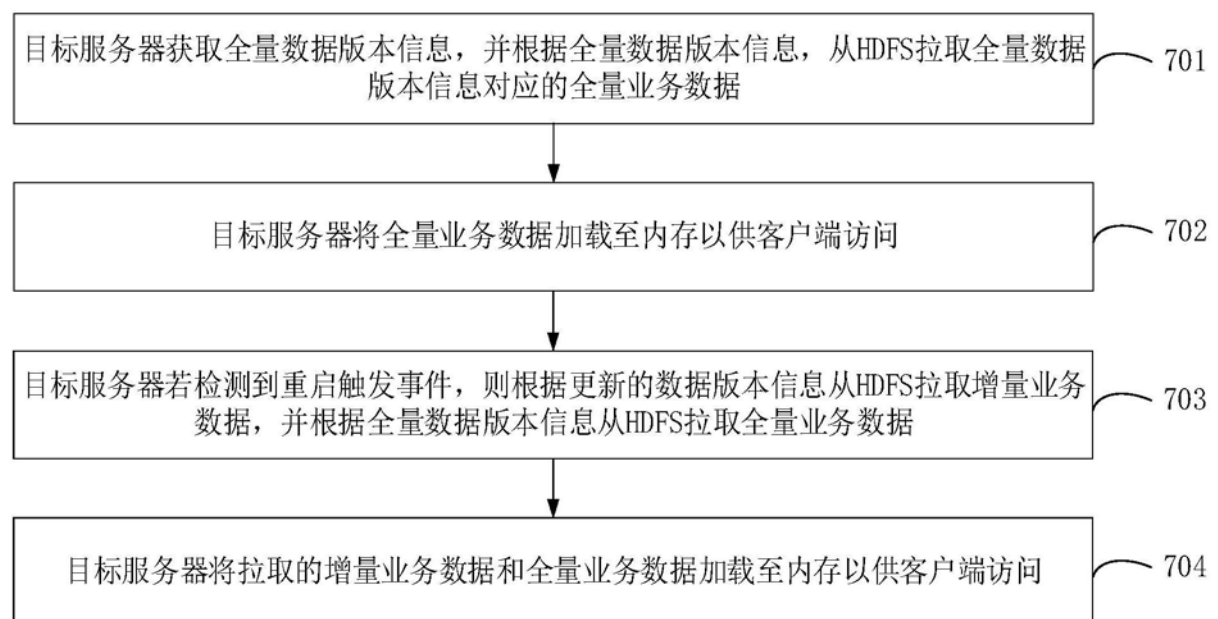 目标服务器获取全量数据版本信息，并根据全量数据版本信息，从HDFS拉取全量数据
版本信息对应的全量业务数据
701
目标服务器将全量业务数据加载至内存以供客户端访问
702
目标服务器若检测到重启触发事件，则根据更新的数据版本信息从HDFS拉取增量业务
数据，并根据全量数据版本信息从HDFS拉取全量业务数据
703
目标服务器将拉取的增量业务数据和全量业务数据加载至内存以供客户端访问
704